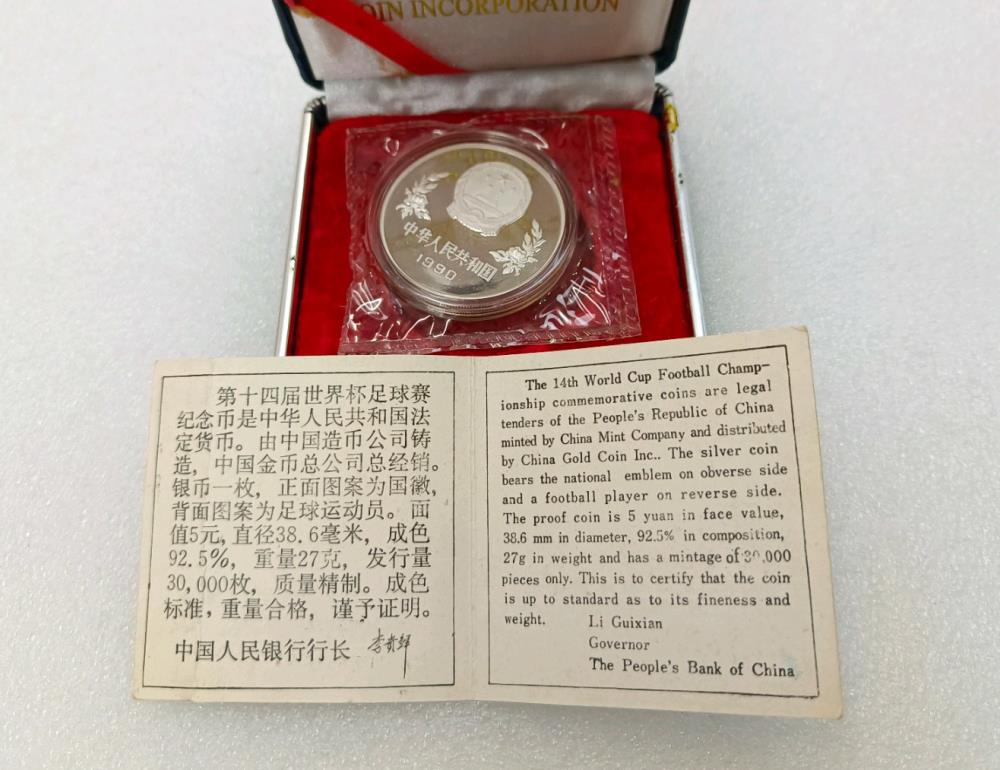 COIN INCORPORATION
中华人民共和国
1990
第十四届世界杯足球赛
纪念币是中华人民共和国法
定货币。由中国造币公司铸
造，中国金币总公司总经销。
银币一枚，正面图案为国徽，
背面图案为足球运动员。面
值5元，直径38.6毫米，成色
92.5%，重量27克，发行量
30,000枚，质量精制。成色
标准，重量合格，谨予证明。
中国人民银行行长 李贵鲜
The 14th World Cup Football Champ-
ionship commemorative coins are legal
tenders of the People's Republic of China
minted by China Mint Company and distributed
by China Gold Coin Inc.. The silver coin
bears the national emblem on obverse side
and a football player on reverse side.
The proof coin is 5 yuan in face value,
38.6 mm in diameter, 92.5% in composition,
27g in weight and has a mintage of 30,000
pieces only. This is to certify that the coin
is up to standard as to its fineness and
weight.
Li Guixian
Governor
The People's Bank of China